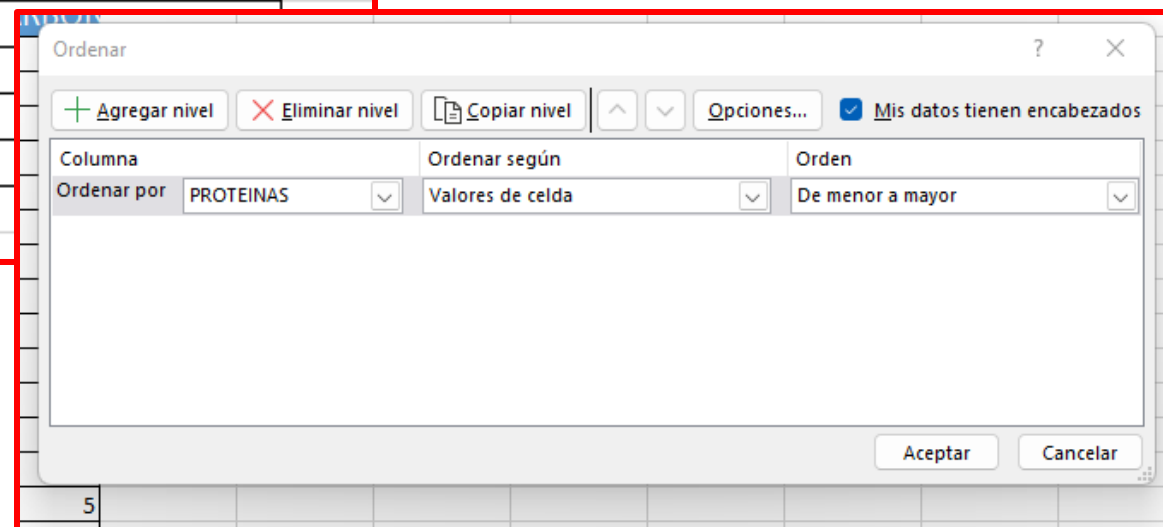 Ordenar ?
Agregar nivel Eliminar nivel Copiar nivel Opciones... Mis datos tienen encabezados
Columna Ordenar según Orden
Ordenar por PROTEINAS Valores de celda De menor a mayor
Aceptar Cancelar
5